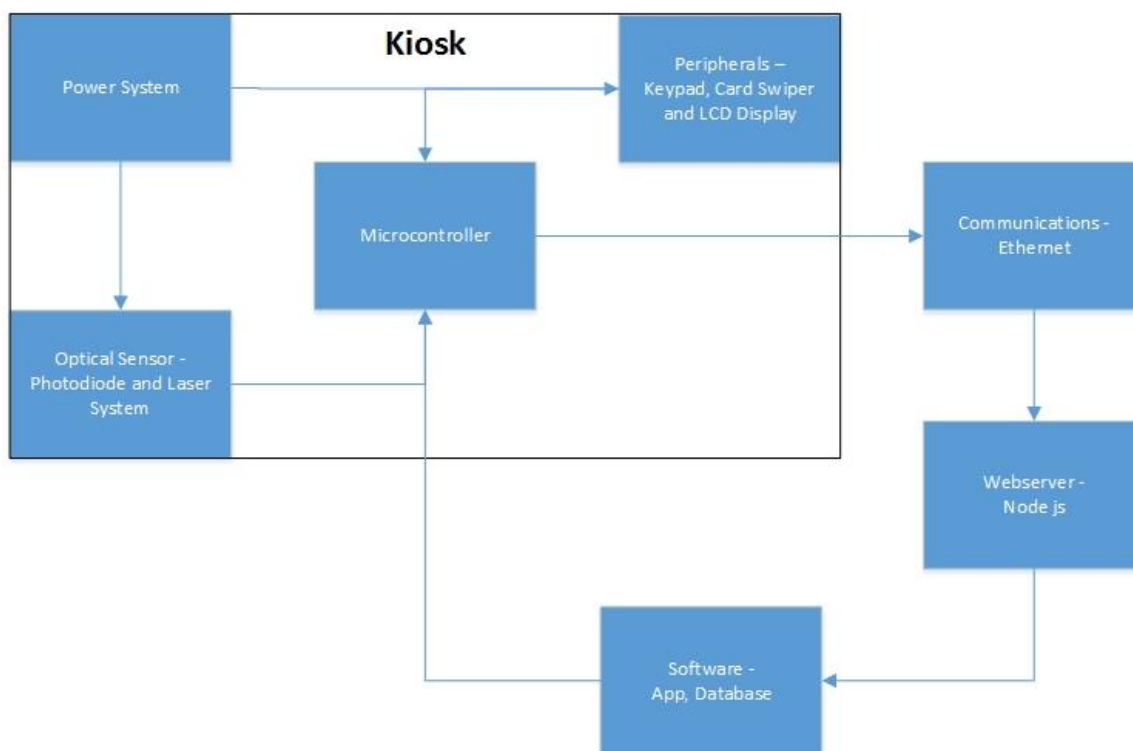 Kiosk
Power System
Peripherals –
Keypad, Card Swiper
and LCD Display
Microcontroller
Communications -
Ethernet
Optical Sensor -
Photodiode and Laser
System
Webserver -
Node js
Software -
App, Database